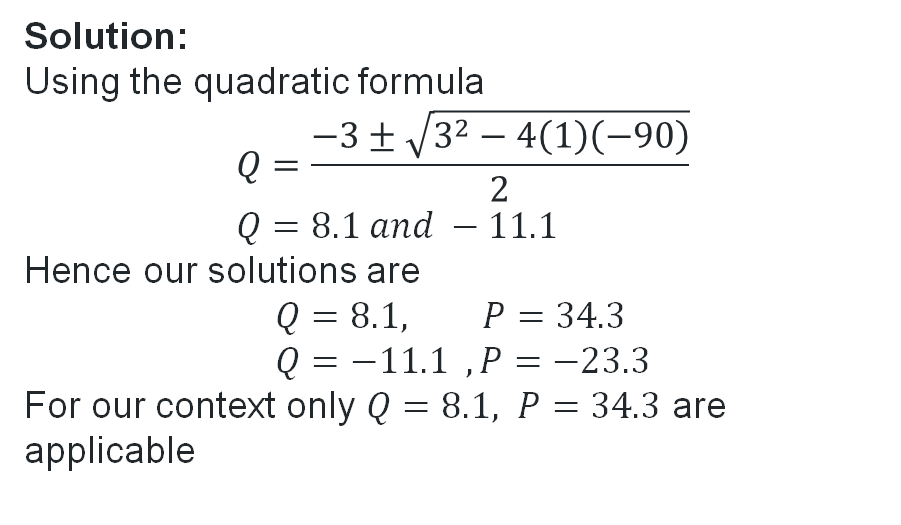 Solution:
Using the quadratic formula
Q = (−3 ± √(3² − 4(1)(−90))) / 2
Q = 8.1 and − 11.1
Hence our solutions are
Q = 8.1, P = 34.3
Q = −11.1 , P = −23.3
For our context only Q = 8.1, P = 34.3 are
applicable